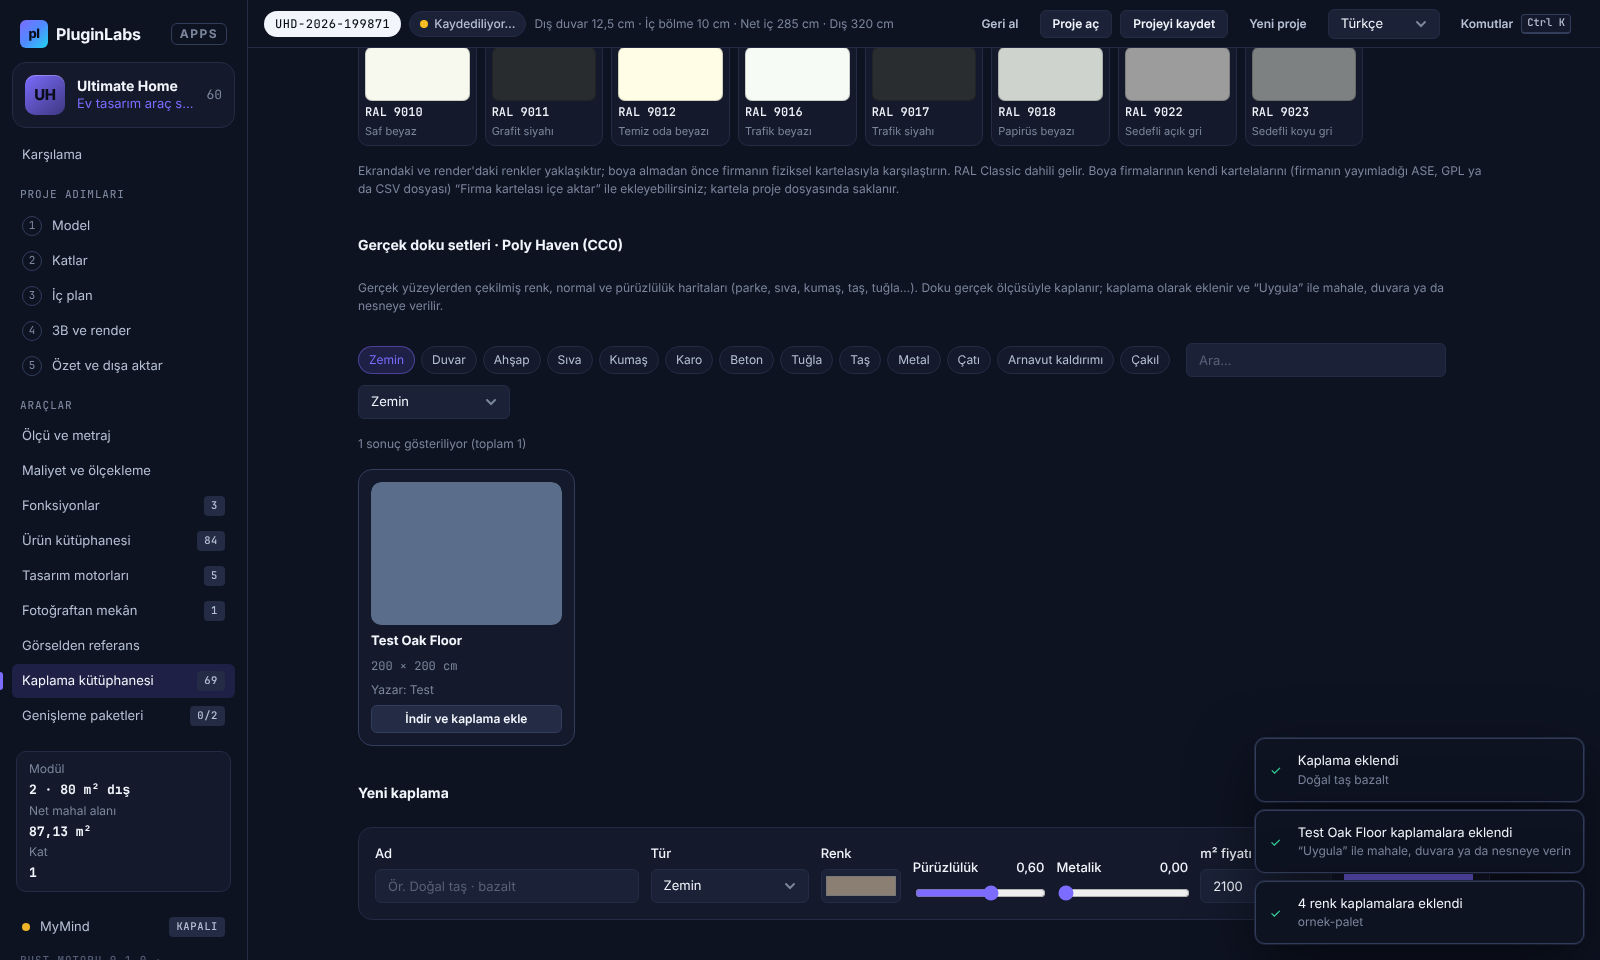 pl PluginLabs APPS
UH Ultimate Home 60
Ev tasarım araç s...
Karşılama
PROJE ADIMLARI
1 Model
2 Katlar
3 İç plan
4 3B ve render
5 Özet ve dışa aktar
ARAÇLAR
Ölçü ve metraj
Maliyet ve ölçekleme
Fonksiyonlar 3
Ürün kütüphanesi 84
Tasarım motorları 5
Fotoğraftan mekân 1
Görselden referans
Kaplama kütüphanesi 69
Genişleme paketleri 0/2
Modül
2 · 80 m² dış
Net mahal alanı
87,13 m²
Kat
1
MyMind KAPALI
UHD-2026-199871 Kaydediliyor... Dış duvar 12,5 cm · İç bölme 10 cm · Net iç 285 cm · Dış 320 cm Geri al Proje aç Projeyi kaydet Yeni proje Türkçe Komutlar Ctrl K
RAL 9010 RAL 9011 RAL 9012 RAL 9016 RAL 9017 RAL 9018 RAL 9022 RAL 9023
Saf beyaz Grafit siyahı Temiz oda beyazı Trafik beyazı Trafik siyahı Papirüs beyazı Sedefli açık gri Sedefli koyu gri
Ekrandaki ve render'daki renkler yaklaşıktır; boya almadan önce firmanın fiziksel kartelasıyla karşılaştırın. RAL Classic dahili gelir. Boya firmalarının kendi kartelalarını (firmanın yayımladığı ASE, GPL ya
da CSV dosyası) “Firma kartelası içe aktar” ile ekleyebilirsiniz; kartela proje dosyasında saklanır.
Gerçek doku setleri · Poly Haven (CC0)
Gerçek yüzeylerden çekilmiş renk, normal ve pürüzlülük haritaları (parke, sıva, kumaş, taş, tuğla…). Doku gerçek ölçüsüyle kaplanır; kaplama olarak eklenir ve “Uygula” ile mahale, duvara ya da
nesneye verilir.
Zemin Duvar Ahşap Sıva Kumaş Karo Beton Tuğla Taş Metal Çatı Arnavut kaldırımı Çakıl Ara...
Zemin
1 sonuç gösteriliyor (toplam 1)
Test Oak Floor
200 × 200 cm
Yazar: Test
İndir ve kaplama ekle
Yeni kaplama
Ad Tür Renk Pürüzlülük 0,60 Metalik 0,00 m² fiyatı
Ör. Doğal taş · bazalt Zemin 2100
Kaplama eklendi
Doğal taş bazalt
Test Oak Floor kaplamalara eklendi
“Uygula” ile mahale, duvara ya da nesneye verin
4 renk kaplamalara eklendi
ornek-palet